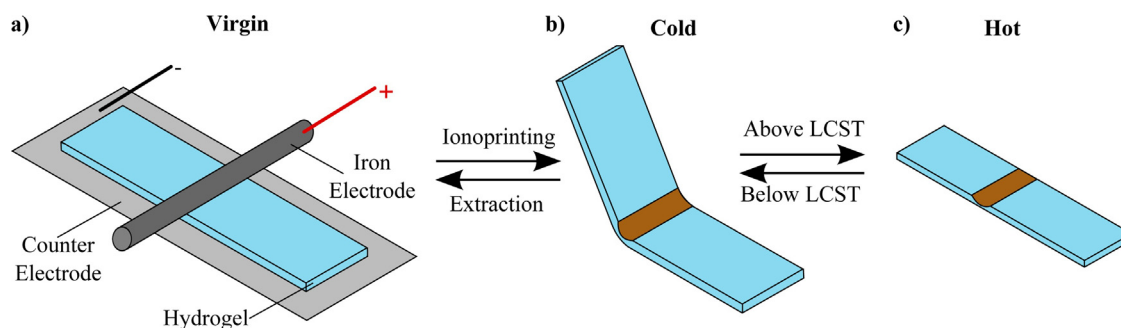 a)
Virgin
-
+
Iron
Electrode
Counter
Electrode
Hydrogel
Ionoprinting
Extraction
b)
Cold
Above LCST
Below LCST
c)
Hot